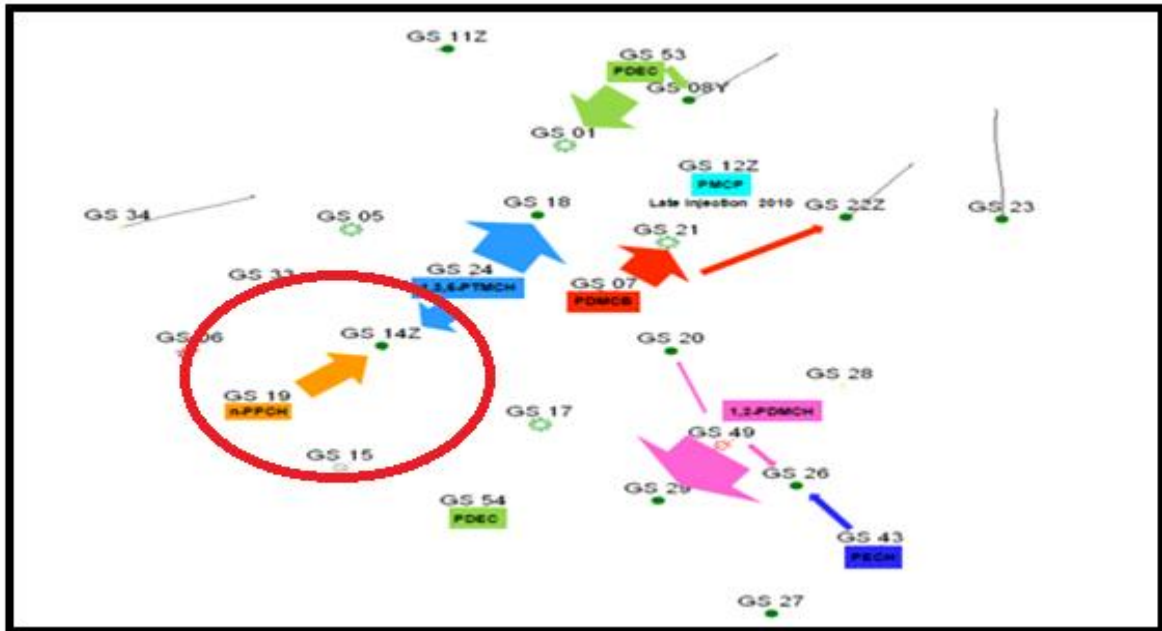 GS 11Z
GS 53
PDEC
GS 08Y
GS 01
GS 12Z
PMCP
Late Injection 2010
GS 34
GS 05
GS 18
GS 22Z
GS 23
GS 21
GS 33
GS 24
1,3,5-PTMCH
GS 07
PDMCB
GS 06
GS 14Z
GS 20
GS 28
GS 19
n-PPCH
GS 17
1,2-PDMCH
GS 49
GS 15
GS 26
GS 29
GS 54
PDEC
GS 43
PECH
GS 27